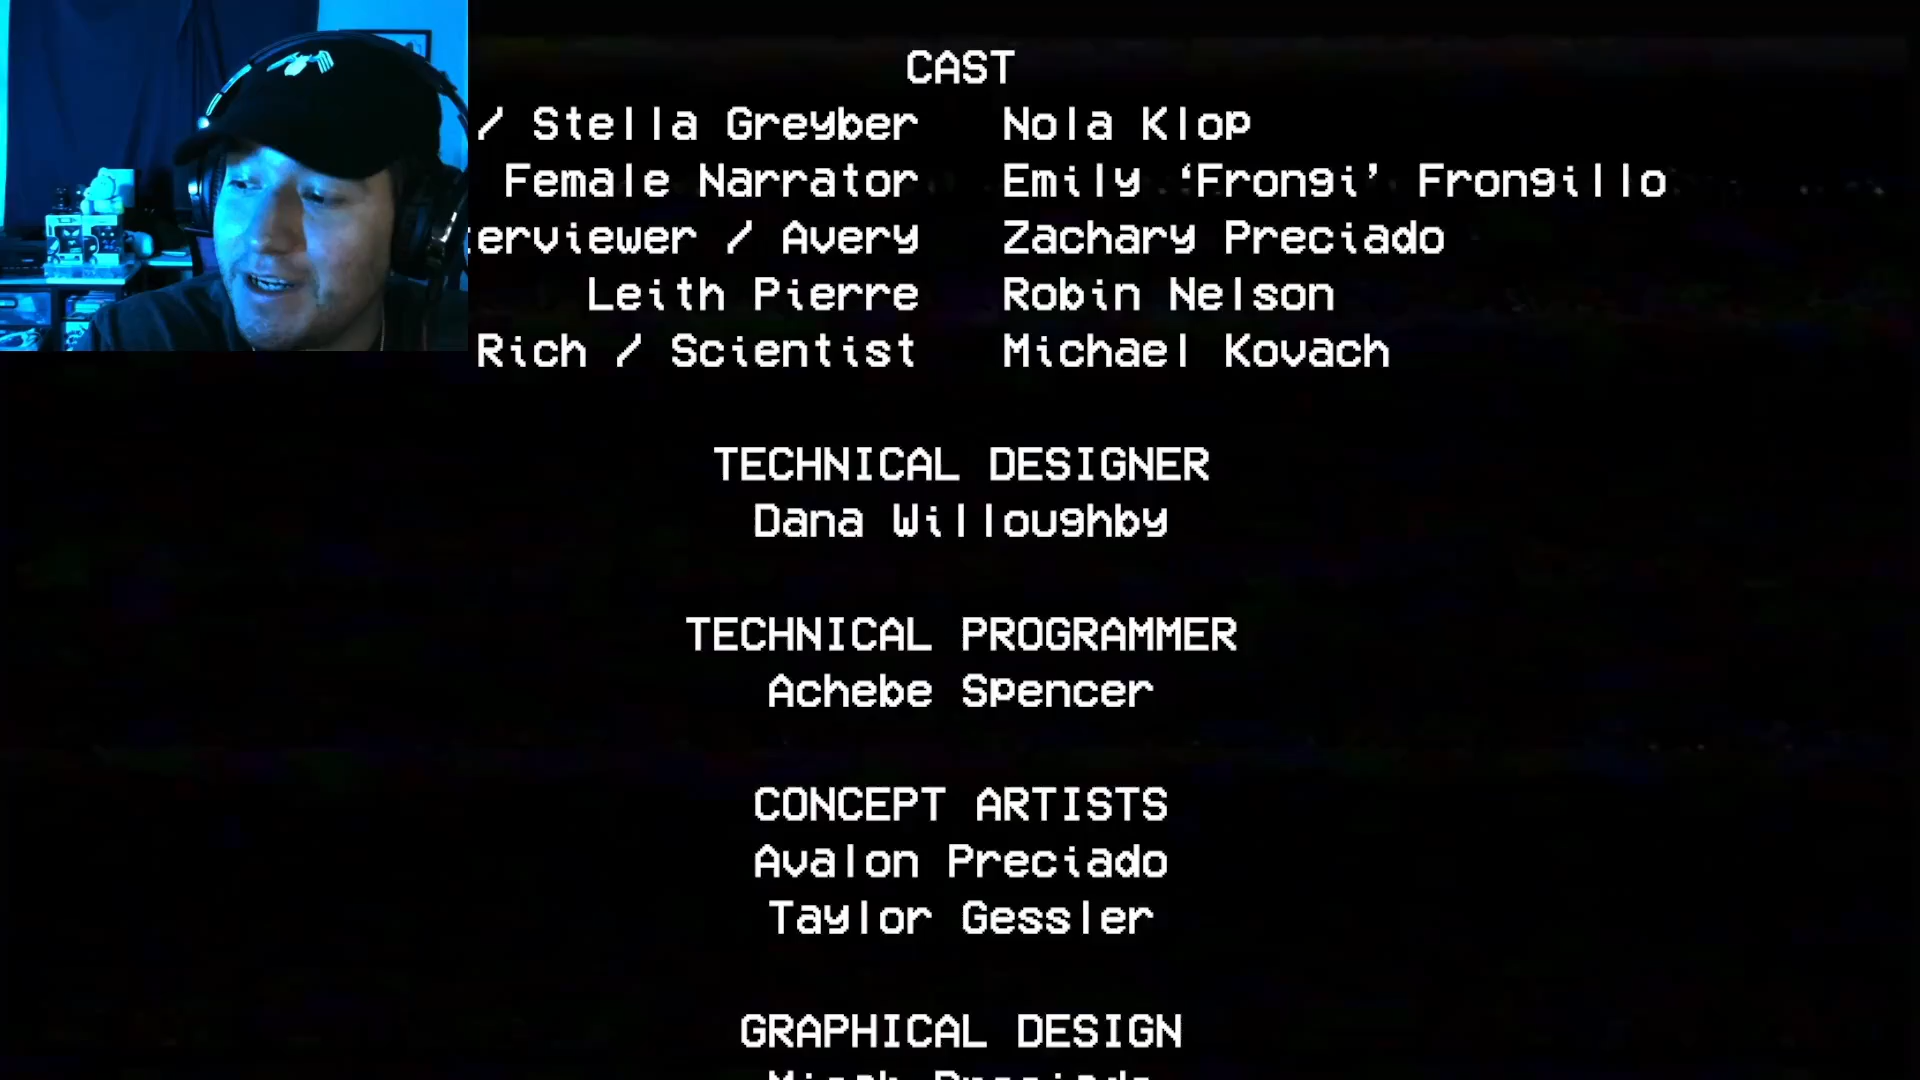 CAST
/ Stella Greyber Nola Klop
Female Narrator Emily ‘Frongi’ Frongillo
erviewer / Avery Zachary Preciado
Leith Pierre Robin Nelson
Rich / Scientist Michael Kovach
TECHNICAL DESIGNER
Dana Willoughby
TECHNICAL PROGRAMMER
Achebe Spencer
CONCEPT ARTISTS
Avalon Preciado
Taylor Gessler
GRAPHICAL DESIGN